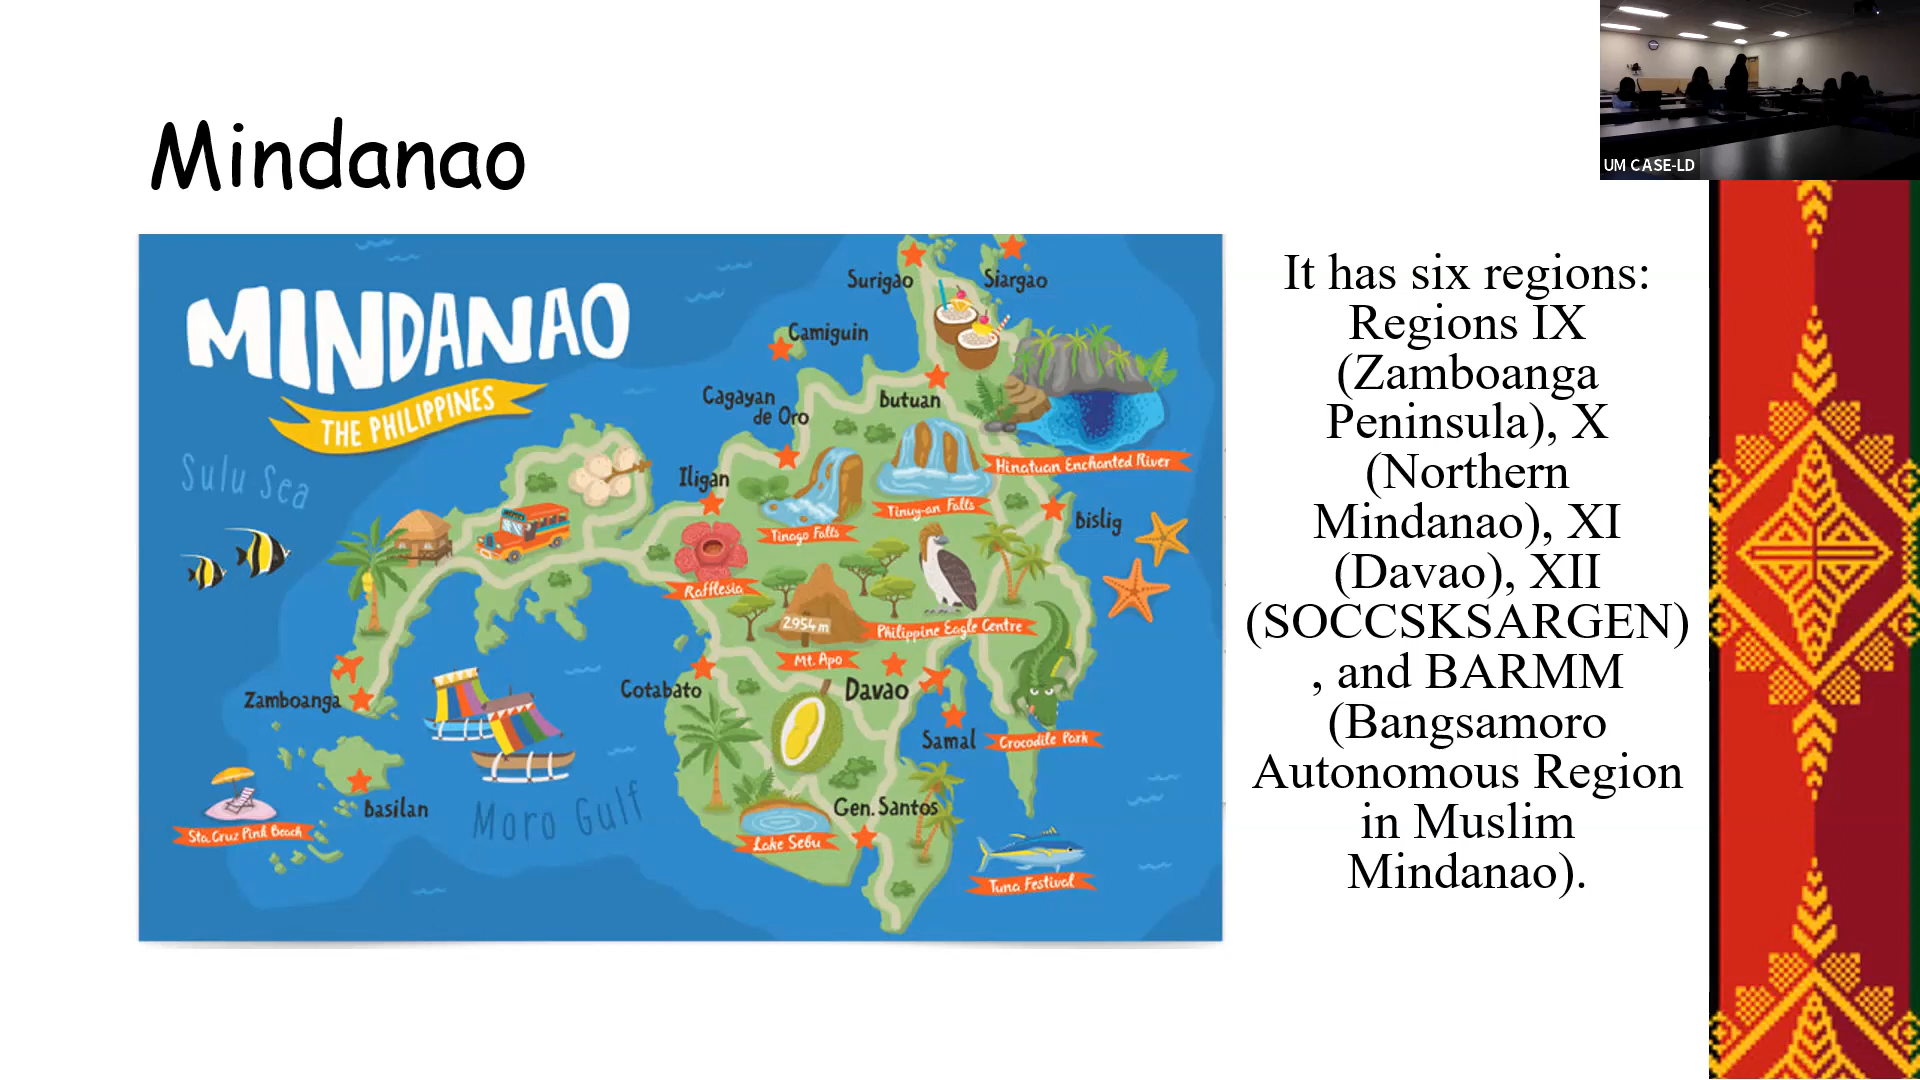 UM CASE-LD
Mindanao
MINDANAO
THE PHILIPPINES
Sulu Sea
Surigao
Siargao
Camiguin
Cagayan
de Oro
Butuan
Hinatuan Enchanted River
Iligan
Tinago Falls
Tinuy-an Falls
Bislig
Rafflesia
2954 m
Mt. Apo
Philippine Eagle Centre
Zamboanga
Cotabato
Davao
Samal
Crocodile Park
Basilan
Sta. Cruz Pink Beach
Moro Gulf
Gen. Santos
Lake Sebu
Tuna Festival
It has six regions:
Regions IX
(Zamboanga
Peninsula), X
(Northern
Mindanao), XI
(Davao), XII
(SOCCSKSARGEN)
, and BARMM
(Bangsamoro
Autonomous Region
in Muslim
Mindanao).